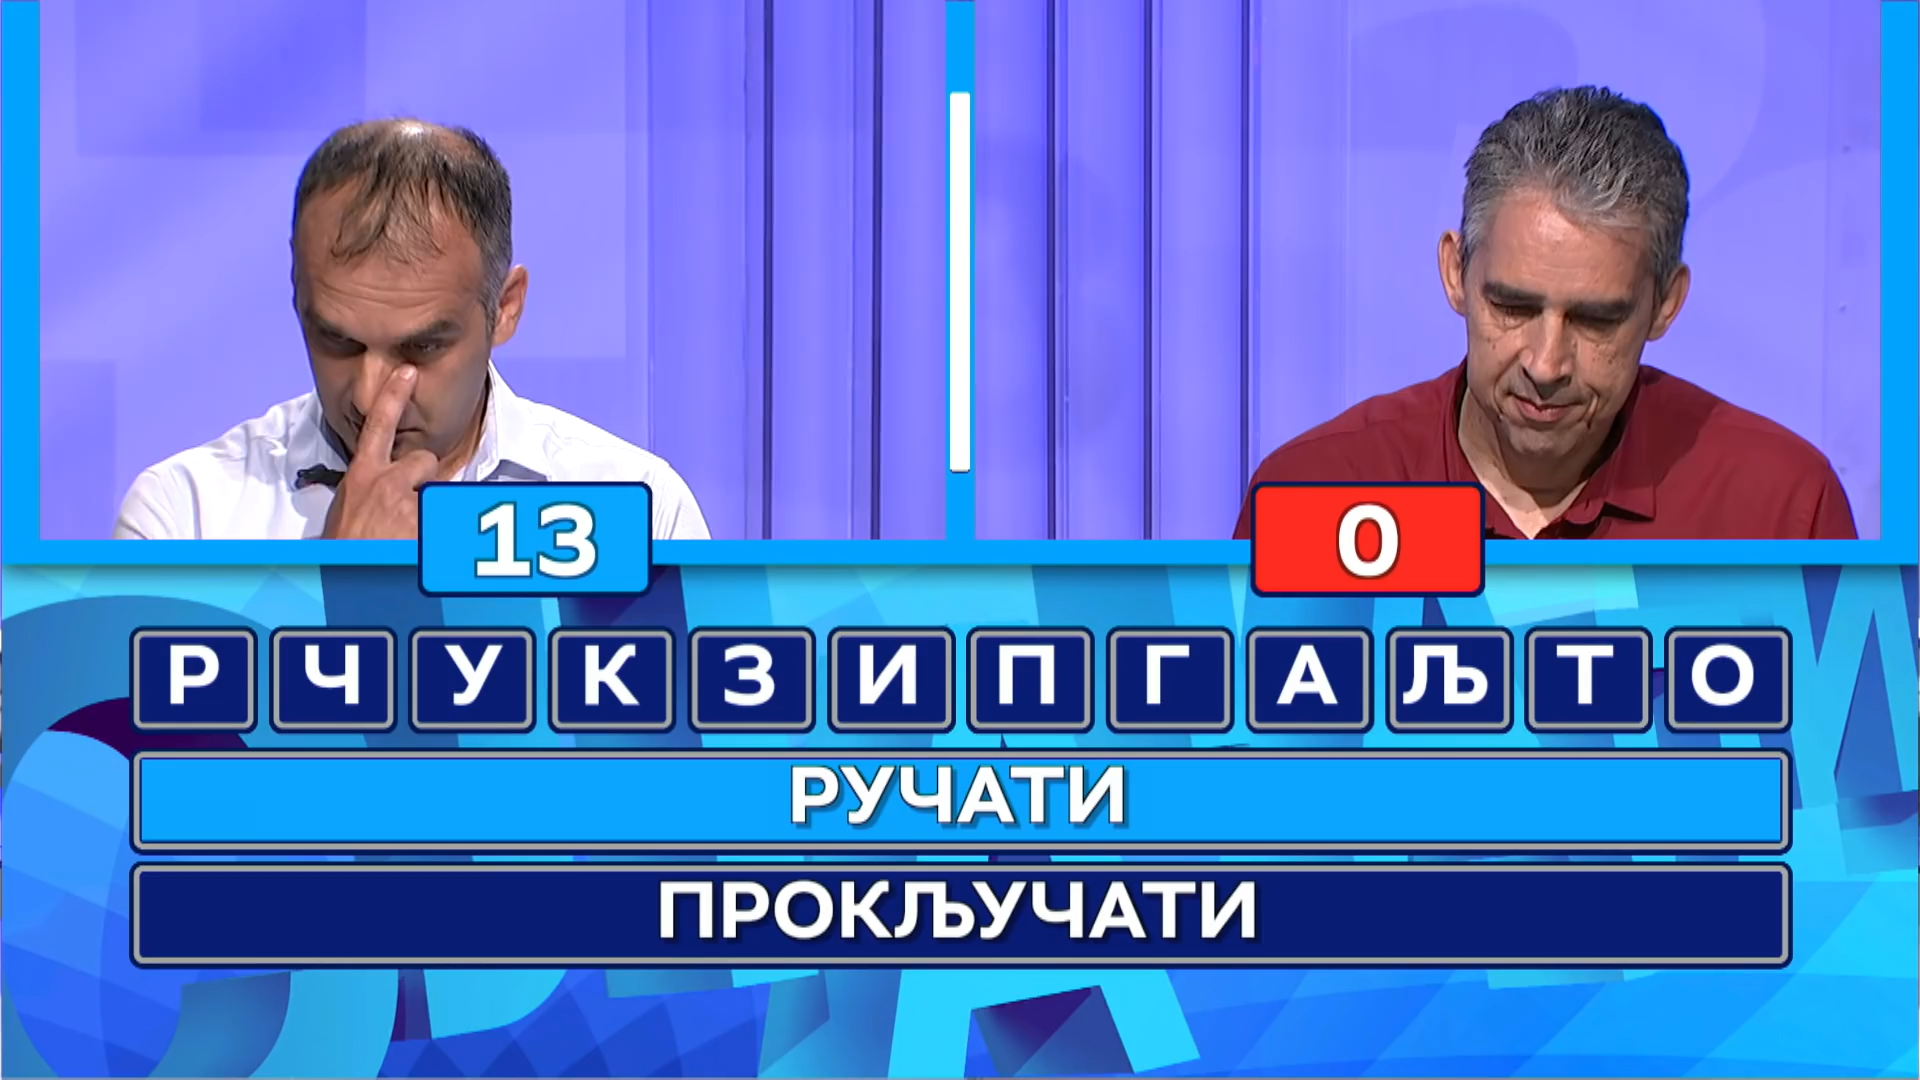 13
0
Р Ч У К З И П Г А Љ Т О
РУЧАТИ
ПРОКЉУЧАТИ